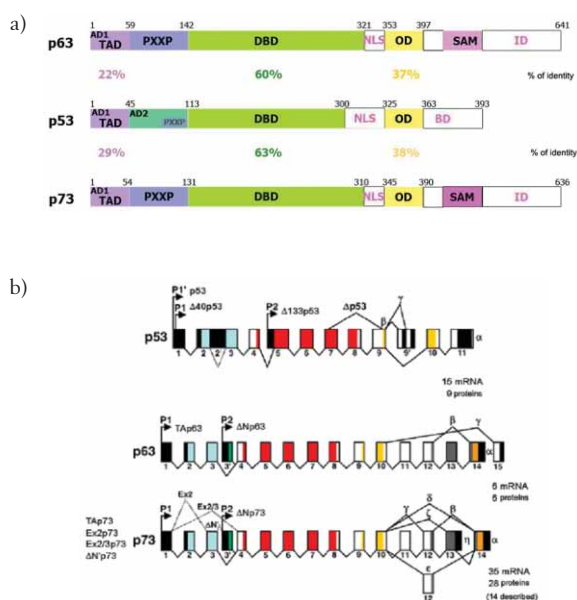 a)
1 59 142 321 353 397 641
p63 AD1 TAD PXXP DBD NLS OD SAM ID
22% 60% 37% % of identity
1 45 113 300 325 363 393
p53 AD1 TAD AD2 PXXP DBD NLS OD BD
29% 63% 38% % of identity
1 54 131 310 345 390 636
p73 AD1 TAD PXXP DBD NLS OD SAM ID
b)
P1' p53
P1 Δ40p53 P2 Δ133p53 Δp53 β γ
p53 α
1 2 2' 3 4 5 6 7 8 9 9' 10 11
15 mRNA
9 proteins
P1 TAp63 P2 ΔNp63 β γ
p63 α
1 2 3 3' 4 5 6 7 8 9 10 11 12 13 14 15
6 mRNA
6 proteins
Ex2
P1 Ex2/3 P2 ΔNp73 δ
ΔN' γ ζ β
TAp73
Ex2p73
Ex2/3p73
ΔN'p73
p73 η α
1 2 3 3' 4 5 6 7 8 9 10 11 12 13 14
ε
12
35 mRNA
28 proteins
(14 described)